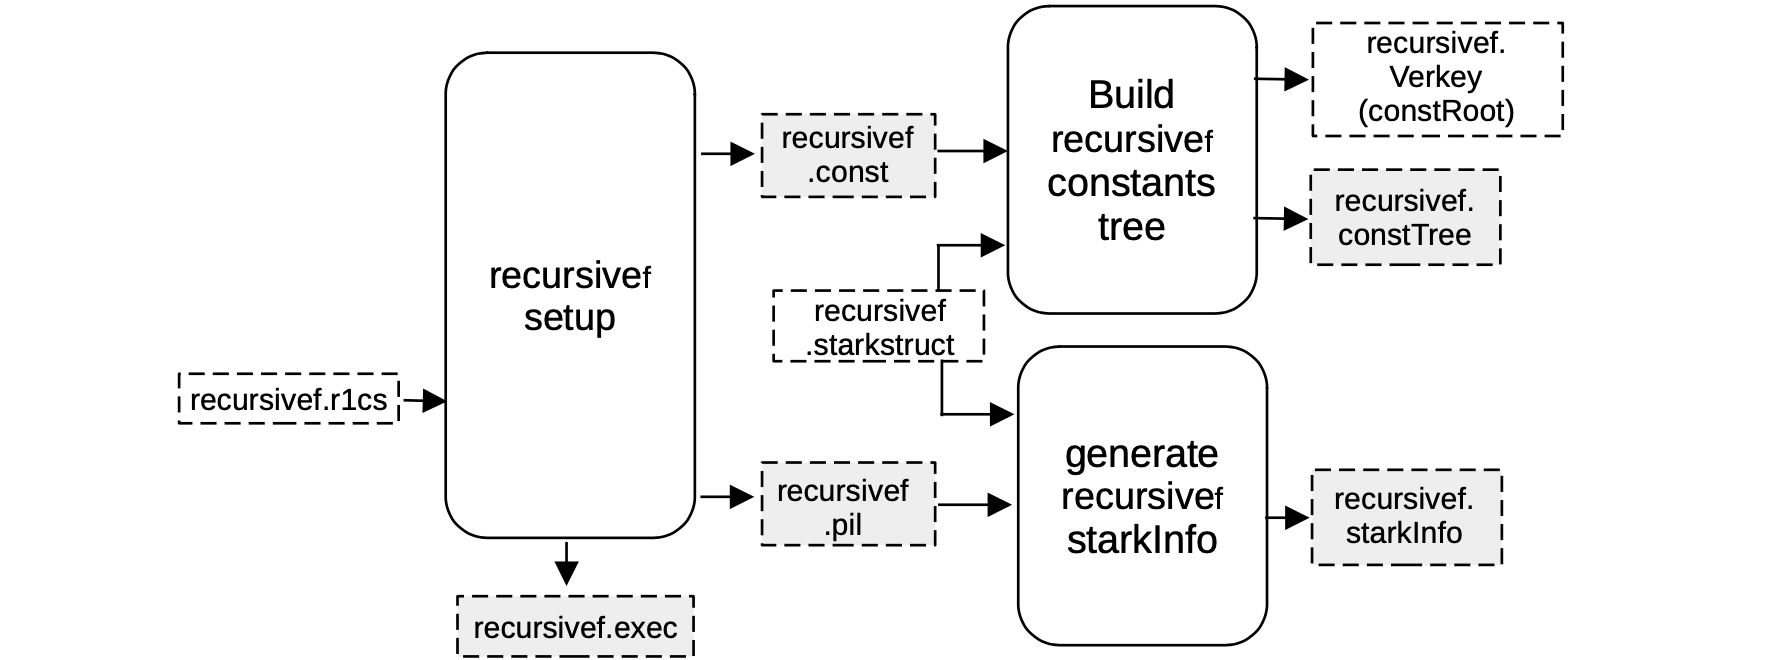 recursivef.r1cs
recursivef
setup
recursivef.exec
recursivef
.const
recursivef
.starkstruct
recursivef
.pil
Build
recursivef
constants
tree
generate
recursivef
starkInfo
recursivef.
Verkey
(constRoot)
recursivef.
constTree
recursivef.
starkInfo